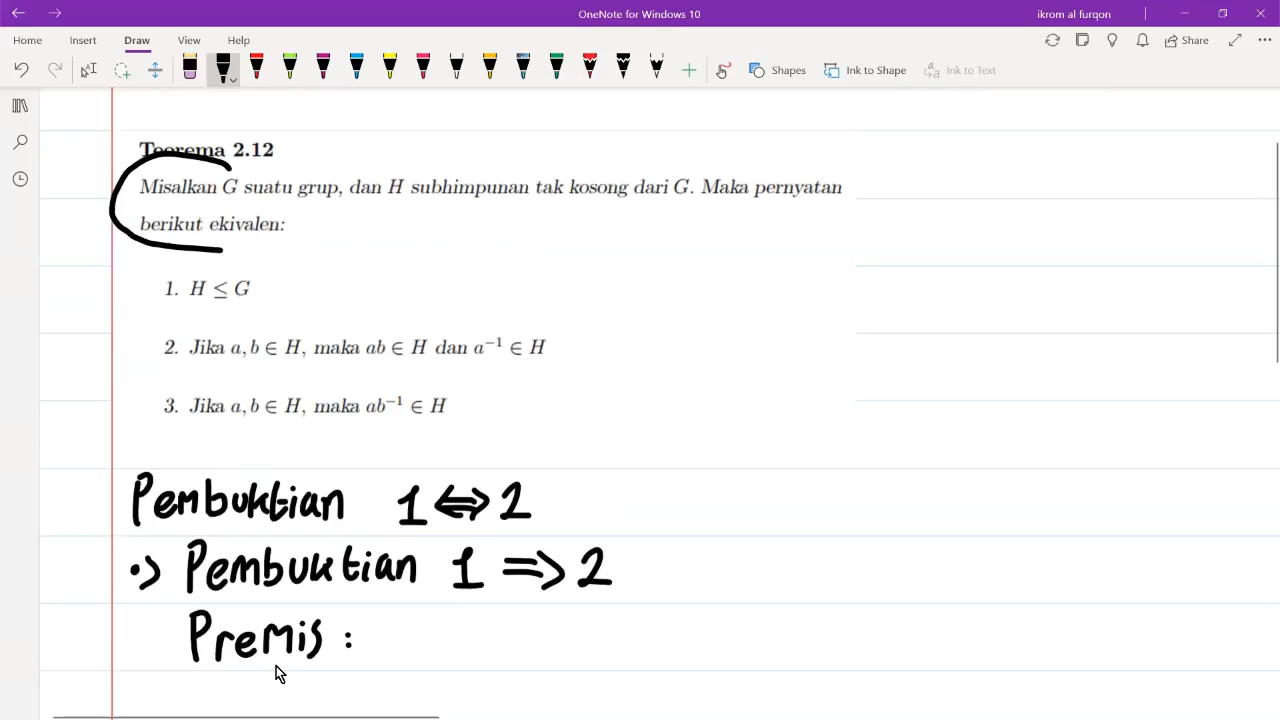 OneNote for Windows 10
ikrom al furqon
Home Insert Draw View Help
Share
Shapes
Ink to Shape
Ink to Text
Teorema 2.12
Misalkan G suatu grup, dan H subhimpunan tak kosong dari G. Maka pernyatan
berikut ekivalen:
1. H ≤ G
2. Jika a, b ∈ H, maka ab ∈ H dan a⁻¹ ∈ H
3. Jika a, b ∈ H, maka ab⁻¹ ∈ H
Pembuktian 1 ⇔ 2
•> Pembuktian 1 => 2
Premis :